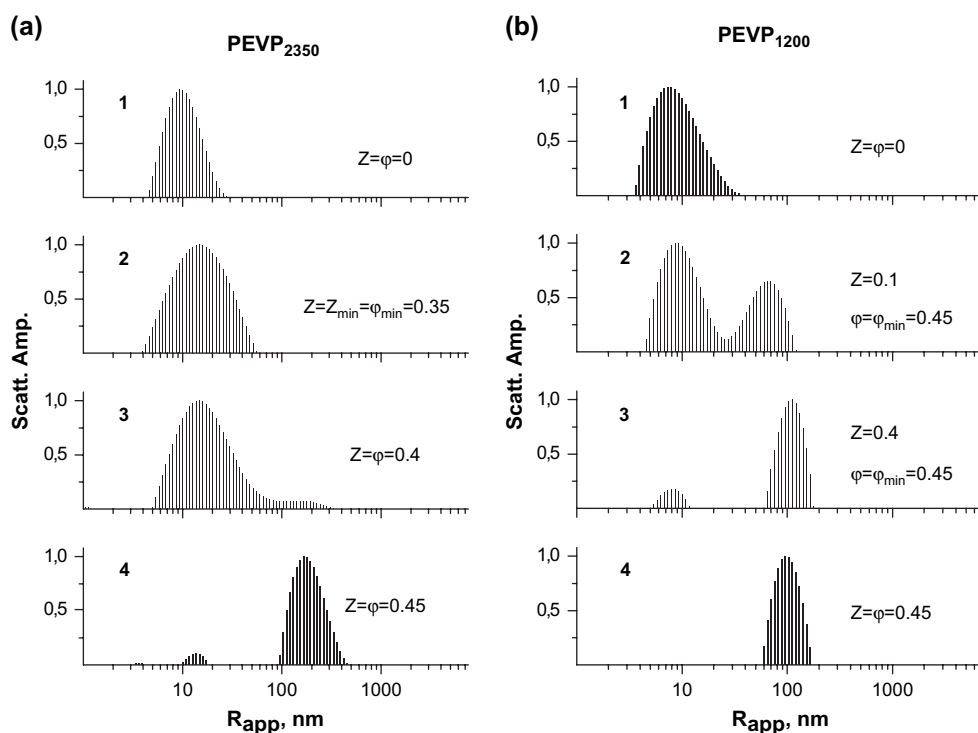 (a)
PEVP2350
Scatt. Amp.
1,0
0,5
1
Z=φ=0
1,0
0,5
2
Z=Zmin=φmin=0.35
1,0
0,5
3
Z=φ=0.4
1,0
0,5
4
Z=φ=0.45
10 100 1000
Rapp, nm
(b)
PEVP1200
Scatt. Amp.
1,0
0,5
1
Z=φ=0
1,0
0,5
2
Z=0.1
φ=φmin=0.45
1,0
0,5
3
Z=0.4
φ=φmin=0.45
1,0
0,5
4
Z=φ=0.45
10 100 1000
Rapp, nm